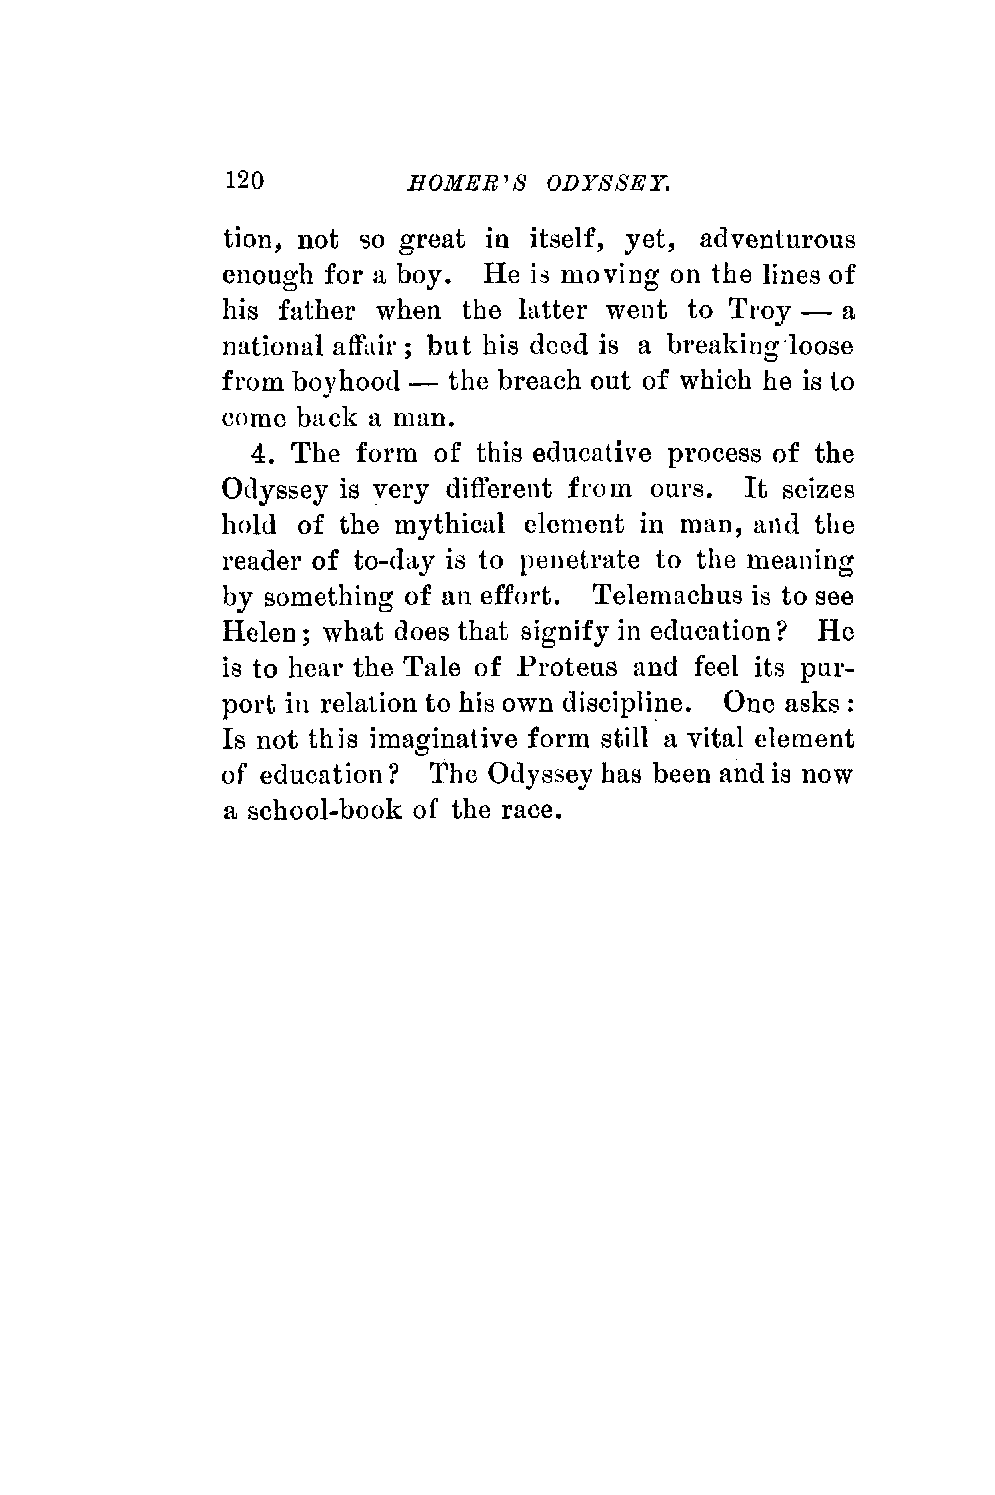 120 HOMER'S ODYSSEY.
tion, not so great in itself, yet, adventurous
enough for a boy. He is moving on the lines of
his father when the latter went to Troy — a
national affair; but his deed is a breaking loose
from boyhood — the breach out of which he is to
come back a man.
4. The form of this educative process of the
Odyssey is very different from ours. It seizes
hold of the mythical element in man, and the
reader of to-day is to penetrate to the meaning
by something of an effort. Telemachus is to see
Helen; what does that signify in education? He
is to hear the Tale of Proteus and feel its pur-
port in relation to his own discipline. One asks:
Is not this imaginative form still a vital element
of education? The Odyssey has been and is now
a school-book of the race.